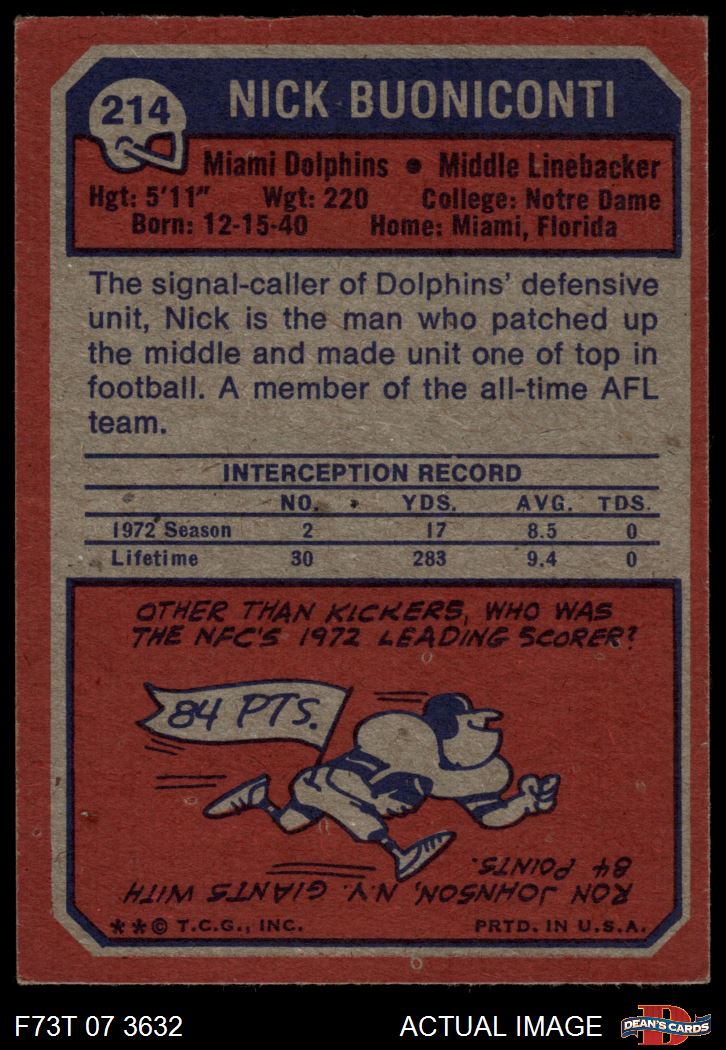 214
NICK BUONICONTI
Miami Dolphins • Middle Linebacker
Hgt: 5'11" Wgt: 220 College: Notre Dame
Born: 12-15-40 Home: Miami, Florida
The signal-caller of Dolphins' defensive
unit, Nick is the man who patched up
the middle and made unit one of top in
football. A member of the all-time AFL
team.
INTERCEPTION RECORD
NO. YDS. AVG. TDS.
1972 Season 2 17 8.5 0
Lifetime 30 283 9.4 0
OTHER THAN KICKERS, WHO WAS
THE NFC'S 1972 LEADING SCORER?
84 PTS.
RON JOHNSON, N.Y. GIANTS WITH
84 POINTS.
**© T.C.G., INC. PRTD. IN U.S.A.
F73T 07 3632 ACTUAL IMAGE
D
DEAN'S CARDS